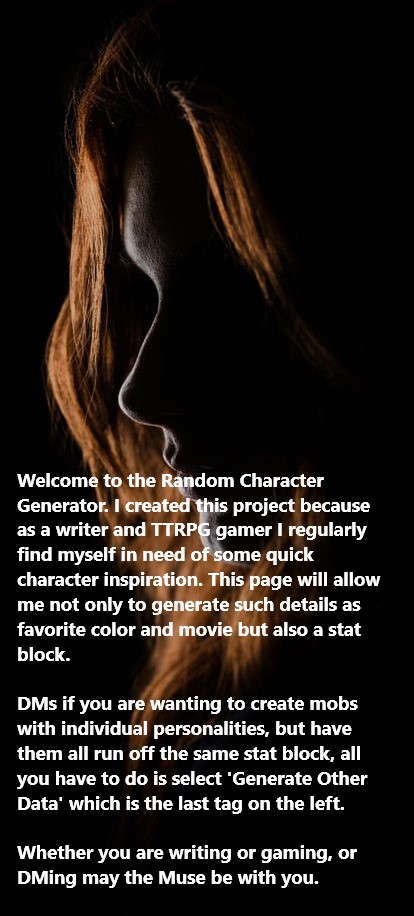 Welcome to the Random Character
Generator. I created this project because
as a writer and TTRPG gamer I regularly
find myself in need of some quick
character inspiration. This page will allow
me not only to generate such details as
favorite color and movie but also a stat
block.
DMs if you are wanting to create mobs
with individual personalities, but have
them all run off the same stat block, all
you have to do is select 'Generate Other
Data' which is the last tag on the left.
Whether you are writing or gaming, or
DMing may the Muse be with you.